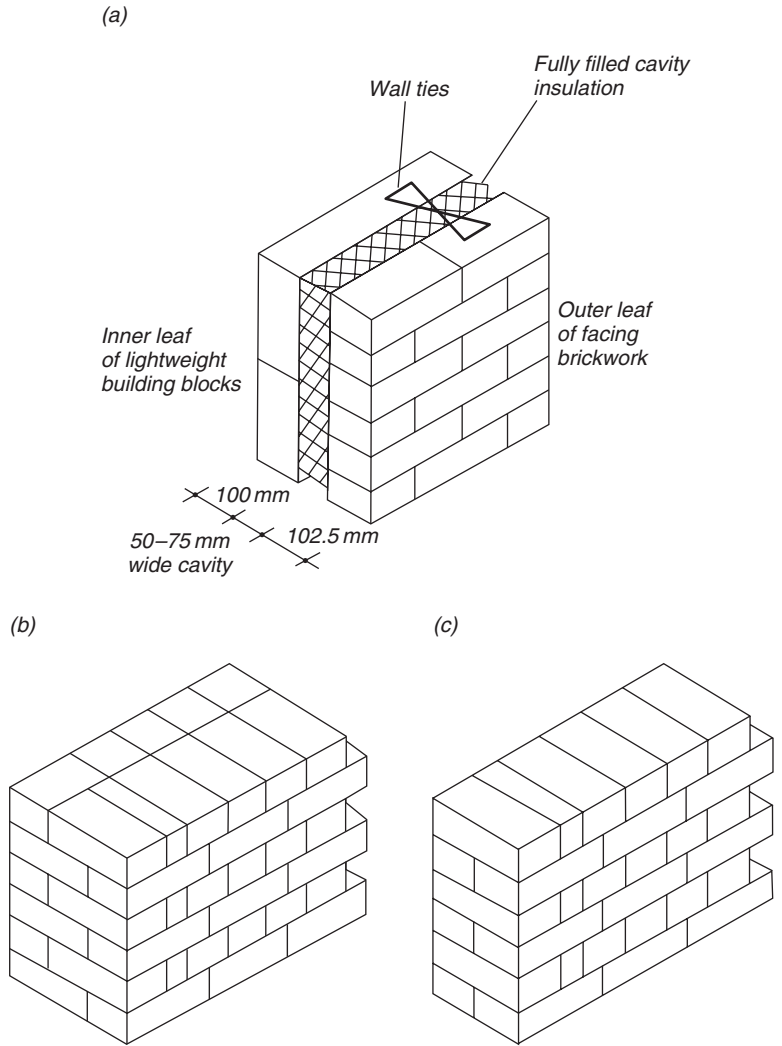 (a)
Wall ties
Fully filled cavity
insulation
Inner leaf
of lightweight
building blocks
Outer leaf
of facing
brickwork
100 mm
50–75 mm
wide cavity
102.5 mm
(b)
(c)